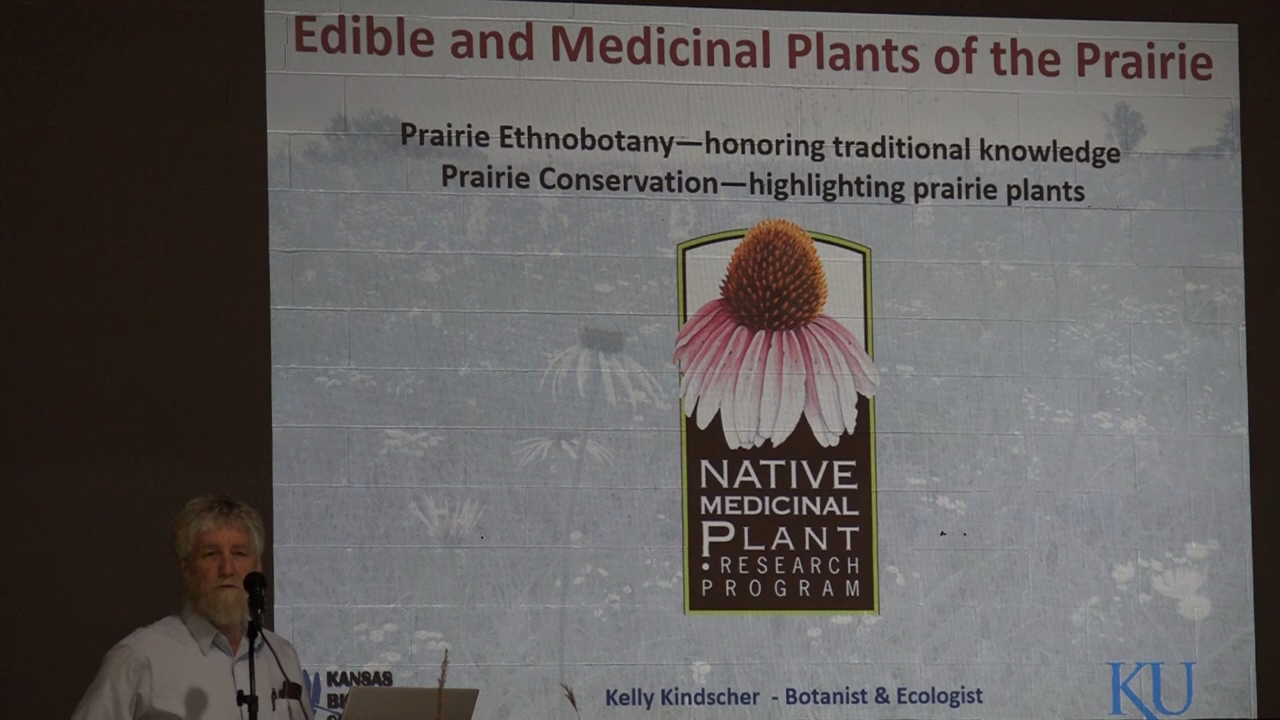 Edible and Medicinal Plants of the Prairie
Prairie Ethnobotany—honoring traditional knowledge
Prairie Conservation—highlighting prairie plants
NATIVE
MEDICINAL
PLANT
• RESEARCH
PROGRAM
KANSAS
Kelly Kindscher - Botanist & Ecologist
KU